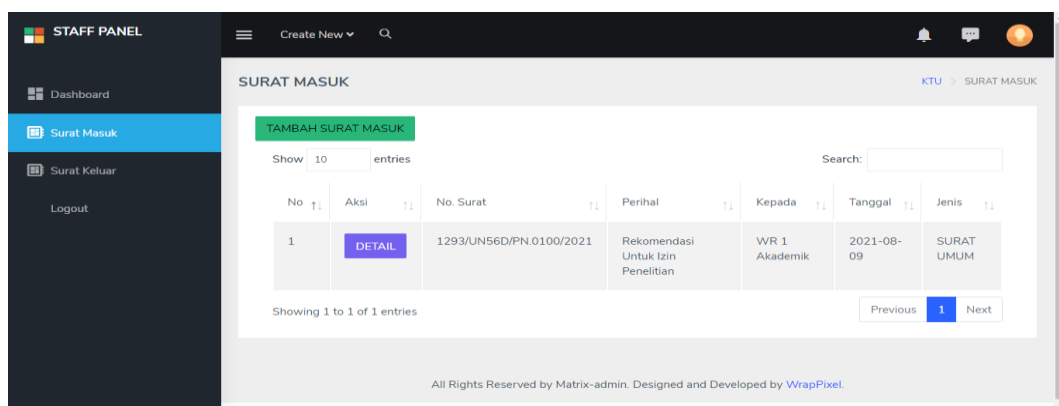 STAFF PANEL
Create New
SURAT MASUK
KTU > SURAT MASUK
Dashboard
Surat Masuk
Surat Keluar
Logout
TAMBAH SURAT MASUK
Show 10 entries
Search:
No Aksi No. Surat Perihal Kepada Tanggal Jenis
1 DETAIL 1293/UN56D/PN.0100/2021 Rekomendasi WR 1 2021-08- SURAT
Untuk Izin Akademik 09 UMUM
Penelitian
Showing 1 to 1 of 1 entries
Previous 1 Next
All Rights Reserved by Matrix-admin. Designed and Developed by WrapPixel.